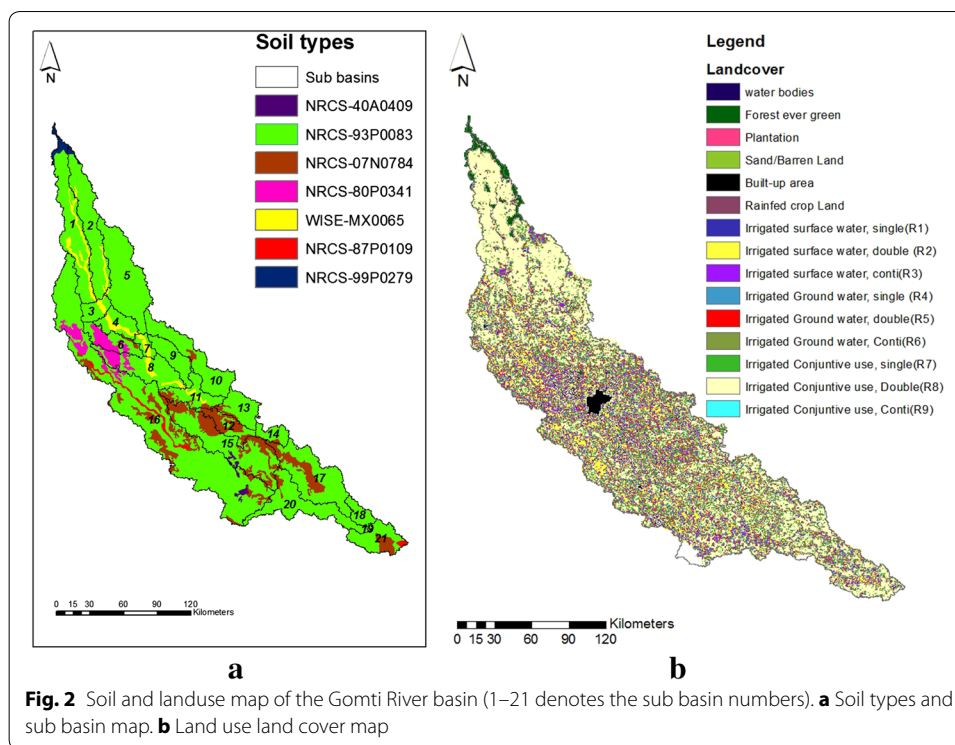 Soil types
N
Sub basins
NRCS-40A0409
NRCS-93P0083
NRCS-07N0784
NRCS-80P0341
WISE-MX0065
NRCS-87P0109
NRCS-99P0279
1
2
5
3
4
6
7
9
8
10
11
13
12
16
14
15
17
20
18
19
21
0 15 30 60 90 120
Kilometers
a
N
Legend
Landcover
water bodies
Forest ever green
Plantation
Sand/Barren Land
Built-up area
Rainfed crop Land
Irrigated surface water, single(R1)
Irrigated surface water, double (R2)
Irrigated surface water, conti(R3)
Irrigated Ground water, single (R4)
Irrigated Ground water, double(R5)
Irrigated Ground water, Conti(R6)
Irrigated Conjuntive use, single(R7)
Irrigated Conjuntive use, Double(R8)
Irrigated Conjuntive use, Conti(R9)
Kilometers
0 15 30 60 90 120
b
Fig. 2 Soil and landuse map of the Gomti River basin (1–21 denotes the sub basin numbers). a Soil types and
sub basin map. b Land use land cover map